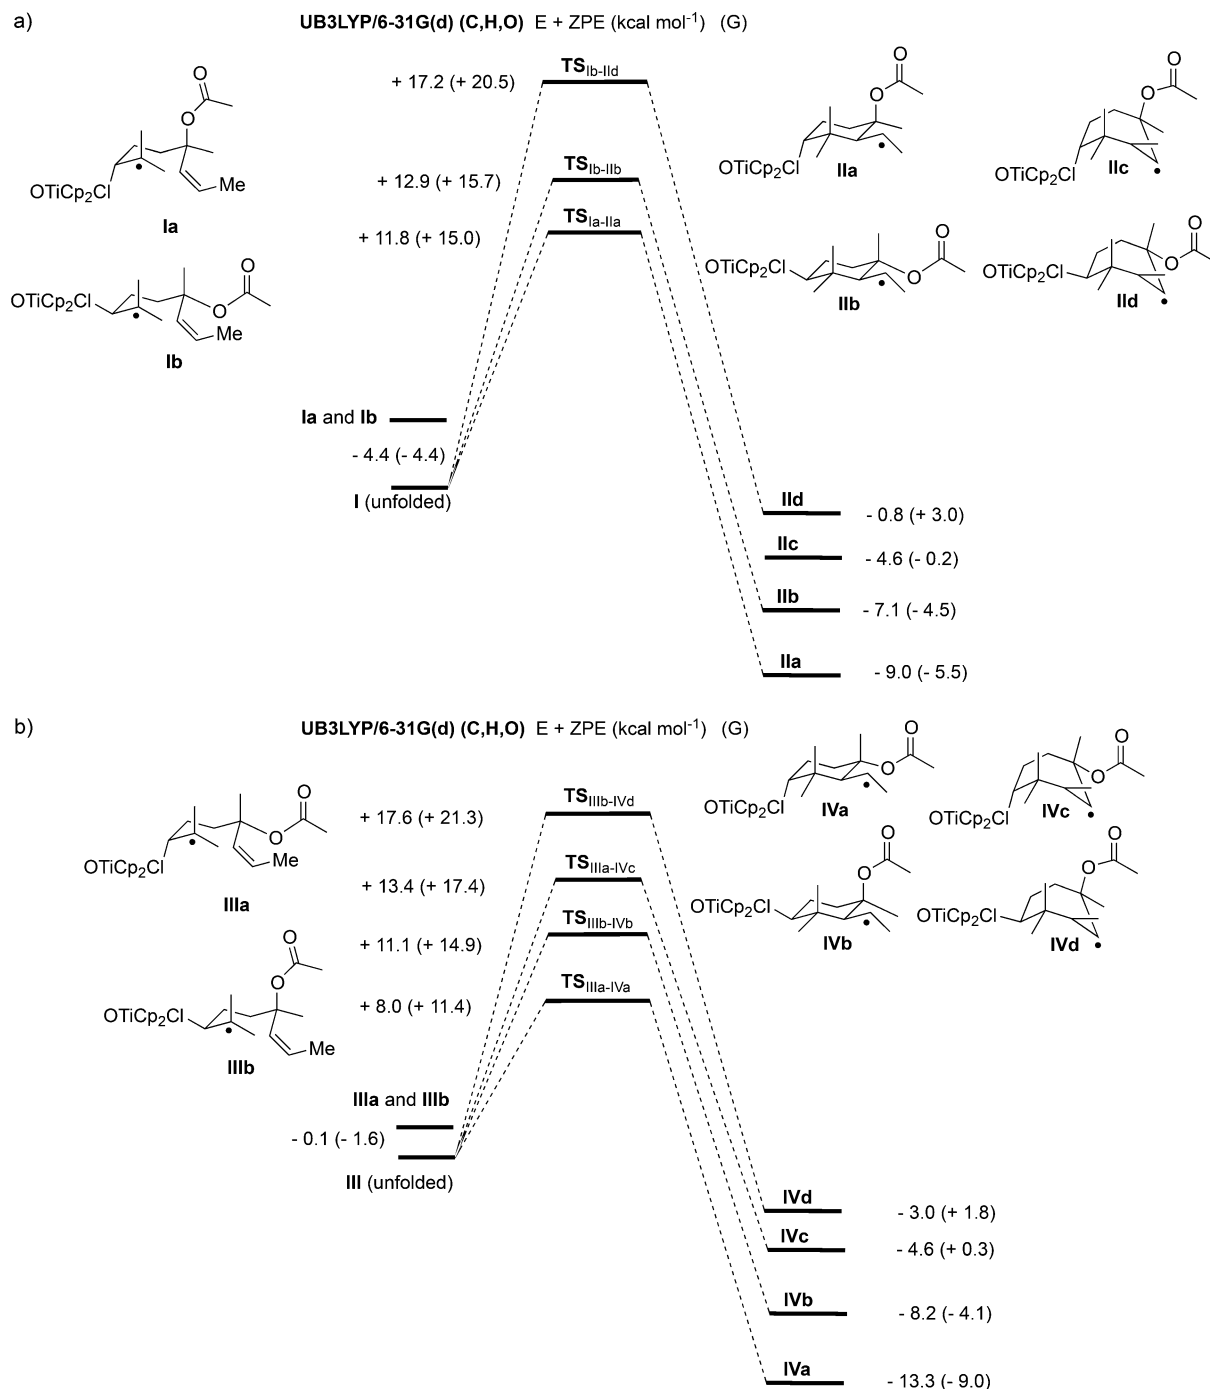 a)
UB3LYP/6-31G(d) (C,H,O) E + ZPE (kcal mol-1) (G)
O
O
OTiCp2Cl
Me
Ia
O
OTiCp2Cl
O
Me
Ib
+ 17.2 (+ 20.5)
TSIb-IId
+ 12.9 (+ 15.7)
TSIb-IIb
+ 11.8 (+ 15.0)
TSIa-IIa
O
O
OTiCp2Cl
IIa
O
O
OTiCp2Cl
IIc
O
OTiCp2Cl
O
IIb
O
OTiCp2Cl
O
IId
Ia and Ib
- 4.4 (- 4.4)
I (unfolded)
IId
- 0.8 (+ 3.0)
IIc
- 4.6 (- 0.2)
IIb
- 7.1 (- 4.5)
IIa
- 9.0 (- 5.5)
b)
UB3LYP/6-31G(d) (C,H,O) E + ZPE (kcal mol-1) (G)
O
O
OTiCp2Cl
Me
IIIa
O
O
OTiCp2Cl
Me
IIIb
+ 17.6 (+ 21.3)
TSIIIb-IVd
+ 13.4 (+ 17.4)
TSIIIa-IVc
+ 11.1 (+ 14.9)
TSIIIb-IVb
+ 8.0 (+ 11.4)
TSIIIa-IVa
O
O
OTiCp2Cl
IVa
O
O
OTiCp2Cl
IVc
O
O
OTiCp2Cl
IVb
O
O
OTiCp2Cl
IVd
IIIa and IIIb
- 0.1 (- 1.6)
III (unfolded)
IVd
- 3.0 (+ 1.8)
IVc
- 4.6 (+ 0.3)
IVb
- 8.2 (- 4.1)
IVa
- 13.3 (- 9.0)